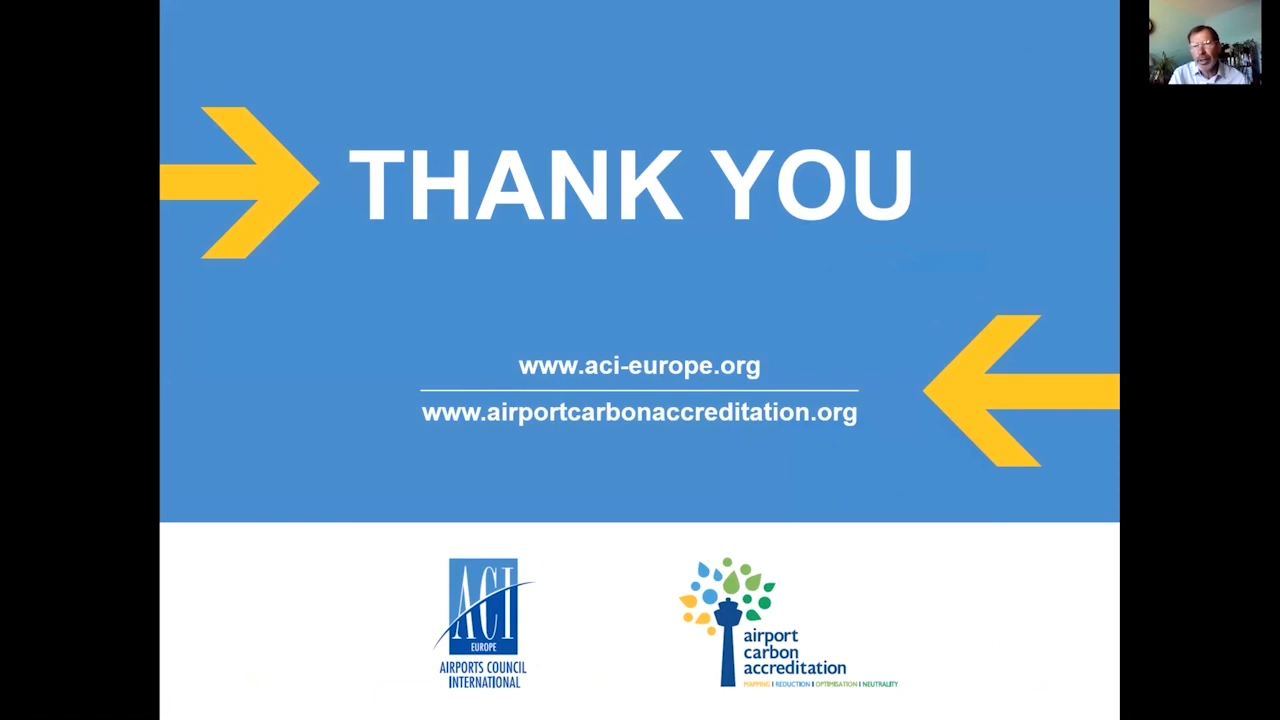 THANK YOU
www.aci-europe.org
www.airportcarbonaccreditation.org
ACI
EUROPE
AIRPORTS COUNCIL
INTERNATIONAL
airport
carbon
accreditation
MAPPING I REDUCTION I OPTIMISATION I NEUTRALITY